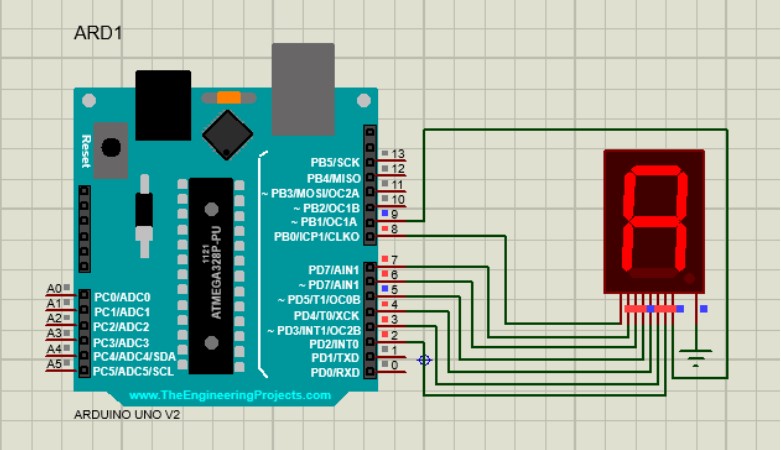 ARD1
Reset
1121
ATMEGA328P-PU
PB5/SCK 13
PB4/MISO 12
~ PB3/MOSI/OC2A 11
~ PB2/OC1B 10
~ PB1/OC1A 9
PB0/ICP1/CLKO 8
PD7/AIN1 7
~ PD7/AIN1 6
~ PD5/T1/OC0B 5
PD4/T0/XCK 4
~ PD3/INT1/OC2B 3
PD2/INT0 2
PD1/TXD 1
PD0/RXD 0
A0 PC0/ADC0
A1 PC1/ADC1
A2 PC2/ADC2
A3 PC3/ADC3
A4 PC4/ADC4/SDA
A5 PC5/ADC5/SCL
www.TheEngineeringProjects.com
ARDUINO UNO V2
A